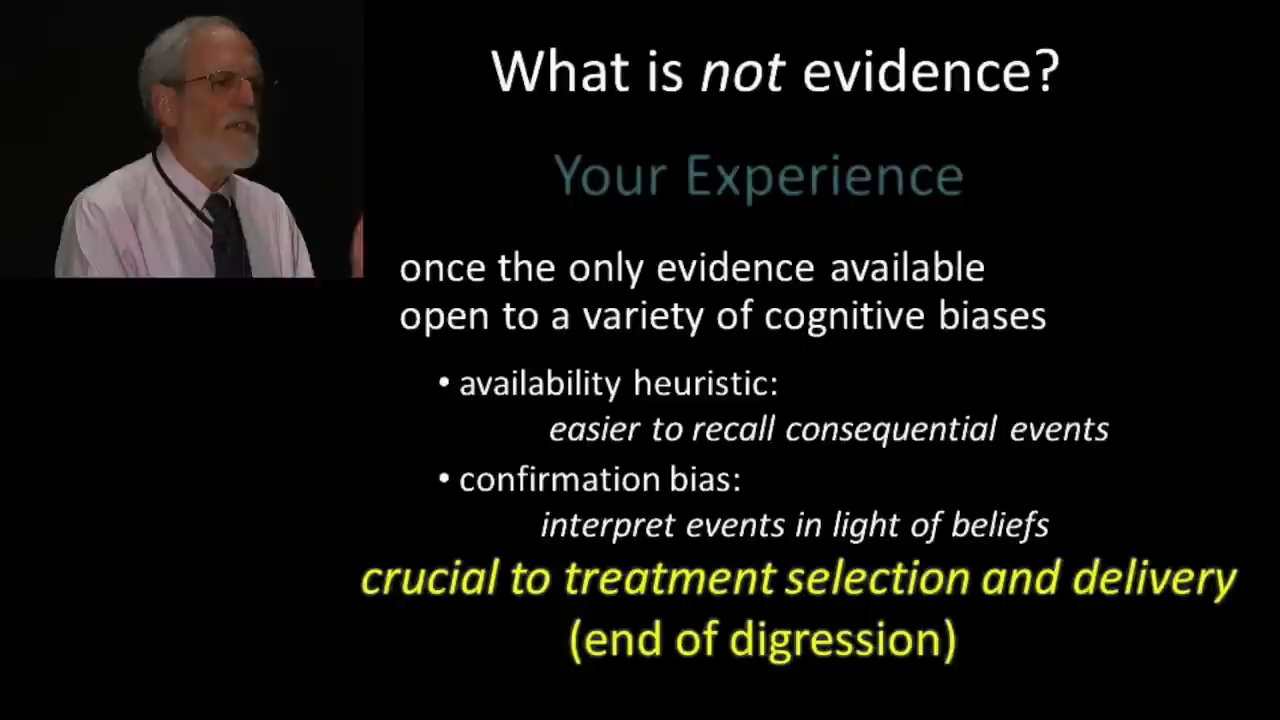 What is not evidence?
Your Experience
once the only evidence available
open to a variety of cognitive biases
• availability heuristic:
easier to recall consequential events
• confirmation bias:
interpret events in light of beliefs
crucial to treatment selection and delivery
(end of digression)